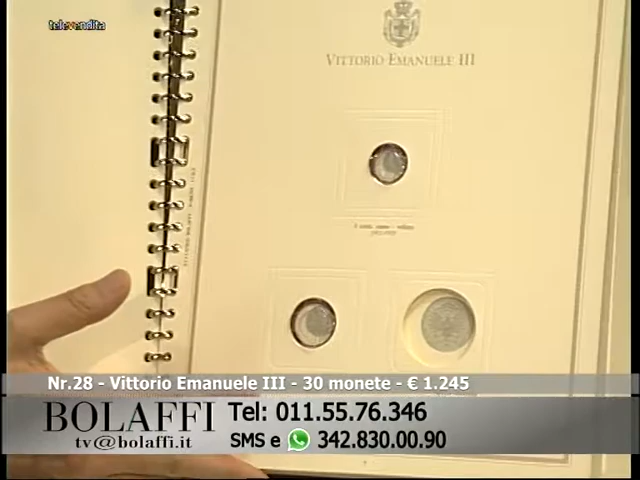 televendita
VITTORIO EMANUELE III
Nr.28 - Vittorio Emanuele III - 30 monete - € 1.245
BOLAFFI
tv@bolaffi.it
Tel: 011.55.76.346
SMS e 342.830.00.90